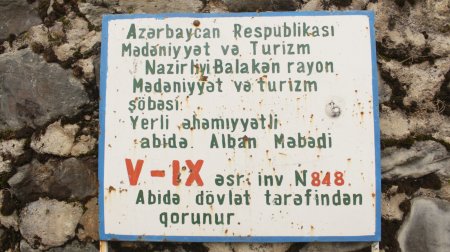 Azərbaycan Respublikası
Mədəniyyət və Turizm
Nazirliyi Balakən rayon
Mədəniyyət və turizm
şöbəsi.
Yerli əhəmiyyətli
abidə. Alban Məbədi
V-IX əsr. inv N848
Abidə dövlət tərəfindən
qorunur.